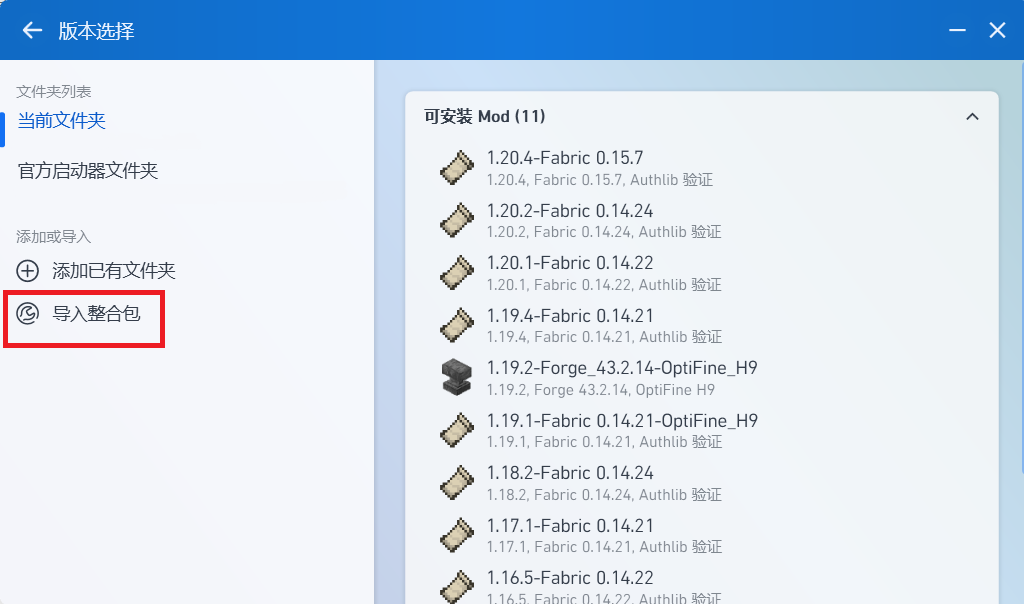 版本选择
文件夹列表
当前文件夹
官方启动器文件夹
添加或导入
添加已有文件夹
导入整合包
可安装 Mod (11)
1.20.4-Fabric 0.15.7
1.20.4, Fabric 0.15.7, Authlib 验证
1.20.2-Fabric 0.14.24
1.20.2, Fabric 0.14.24, Authlib 验证
1.20.1-Fabric 0.14.22
1.20.1, Fabric 0.14.22, Authlib 验证
1.19.4-Fabric 0.14.21
1.19.4, Fabric 0.14.21, Authlib 验证
1.19.2-Forge_43.2.14-OptiFine_H9
1.19.2, Forge 43.2.14, OptiFine H9
1.19.1-Fabric 0.14.21-OptiFine_H9
1.19.1, Fabric 0.14.21, Authlib 验证
1.18.2-Fabric 0.14.24
1.18.2, Fabric 0.14.24, Authlib 验证
1.17.1-Fabric 0.14.21
1.17.1, Fabric 0.14.21, Authlib 验证
1.16.5-Fabric 0.14.22
1.16.5, Fabric 0.14.22, Authlib 验证